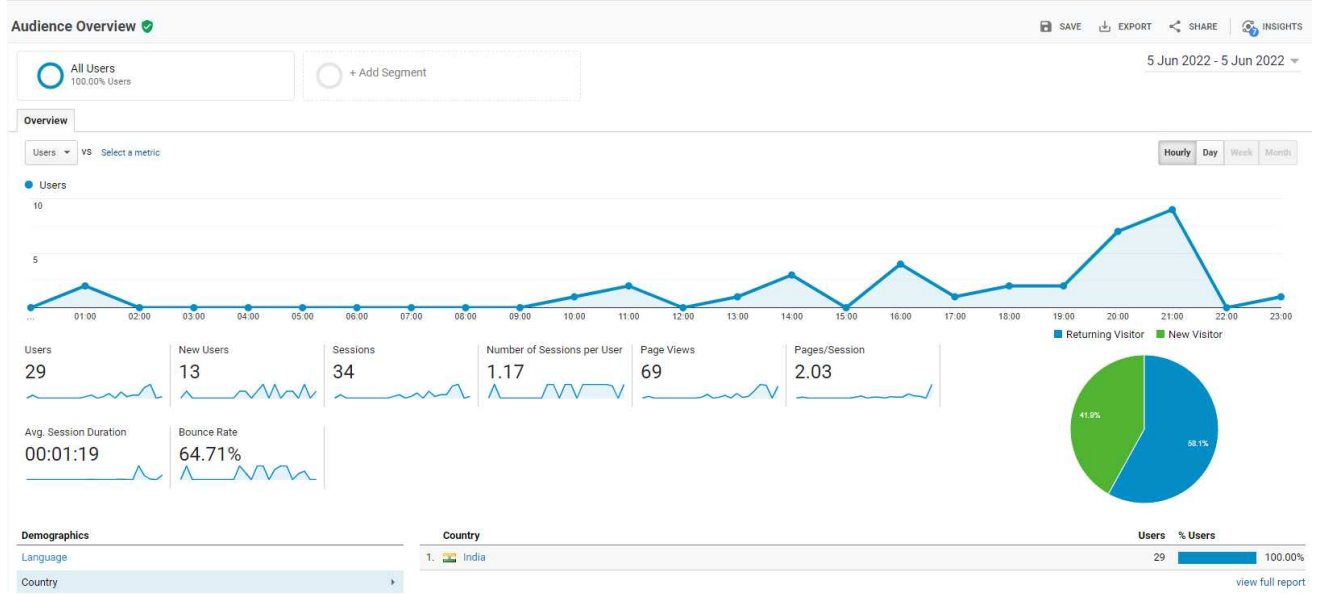 Audience Overview
SAVE EXPORT SHARE INSIGHTS
7
All Users
100.00% Users
+ Add Segment
5 Jun 2022 - 5 Jun 2022
Overview
Users VS Select a metric
Hourly Day Week Month
Users
10
5
... 01:00 02:00 03:00 04:00 05:00 06:00 07:00 08:00 09:00 10:00 11:00 12:00 13:00 14:00 15:00 16:00 17:00 18:00 19:00 20:00 21:00 22:00 23:00
Returning Visitor New Visitor
Users
29
New Users
13
Sessions
34
Number of Sessions per User
1.17
Page Views
69
Pages/Session
2.03
Avg. Session Duration
00:01:19
Bounce Rate
64.71%
41.9%
58.1%
Demographics
Language
Country
Country Users % Users
1. India 29 100.00%
view full report